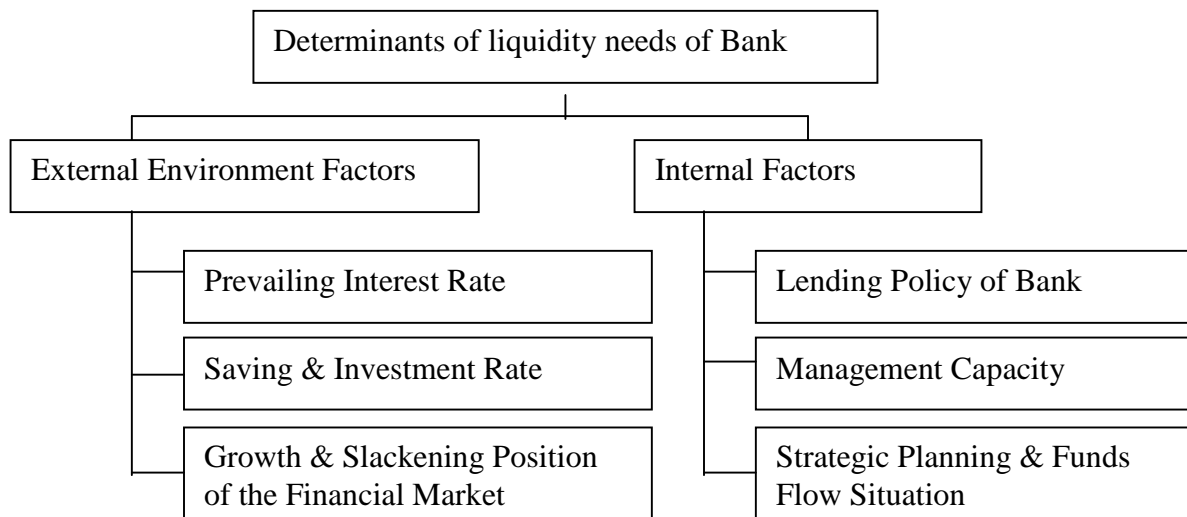 Determinants of liquidity needs of Bank
External Environment Factors
Prevailing Interest Rate
Saving & Investment Rate
Growth & Slackening Position
of the Financial Market
Internal Factors
Lending Policy of Bank
Management Capacity
Strategic Planning & Funds
Flow Situation